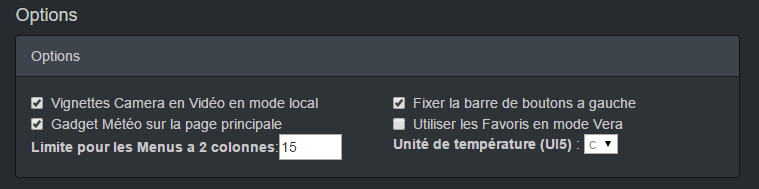 Options
Options
Vignettes Camera en Vidéo en mode local
Fixer la barre de boutons a gauche
Gadget Météo sur la page principale
Utiliser les Favoris en mode Vera
Limite pour les Menus a 2 colonnes: 15
Unité de température (UI5) : c